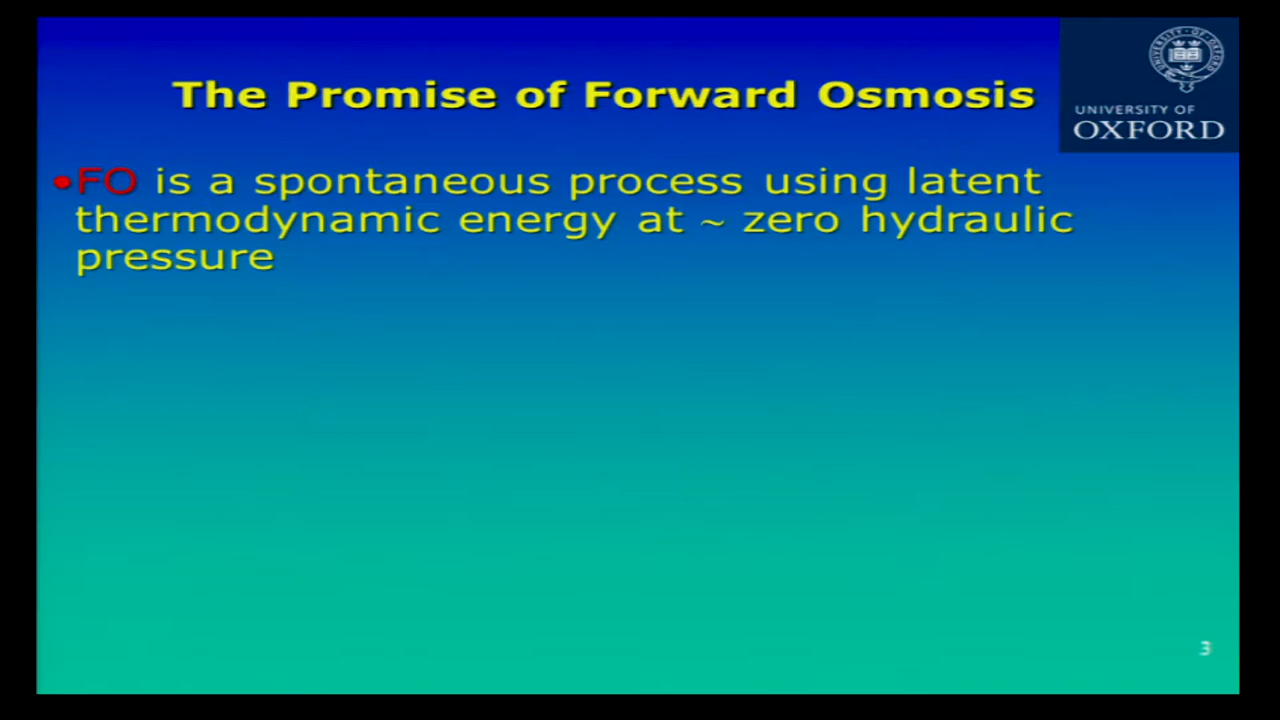 The Promise of Forward Osmosis
UNIVERSITY OF
OXFORD
•FO is a spontaneous process using latent
thermodynamic energy at ~ zero hydraulic
pressure
3